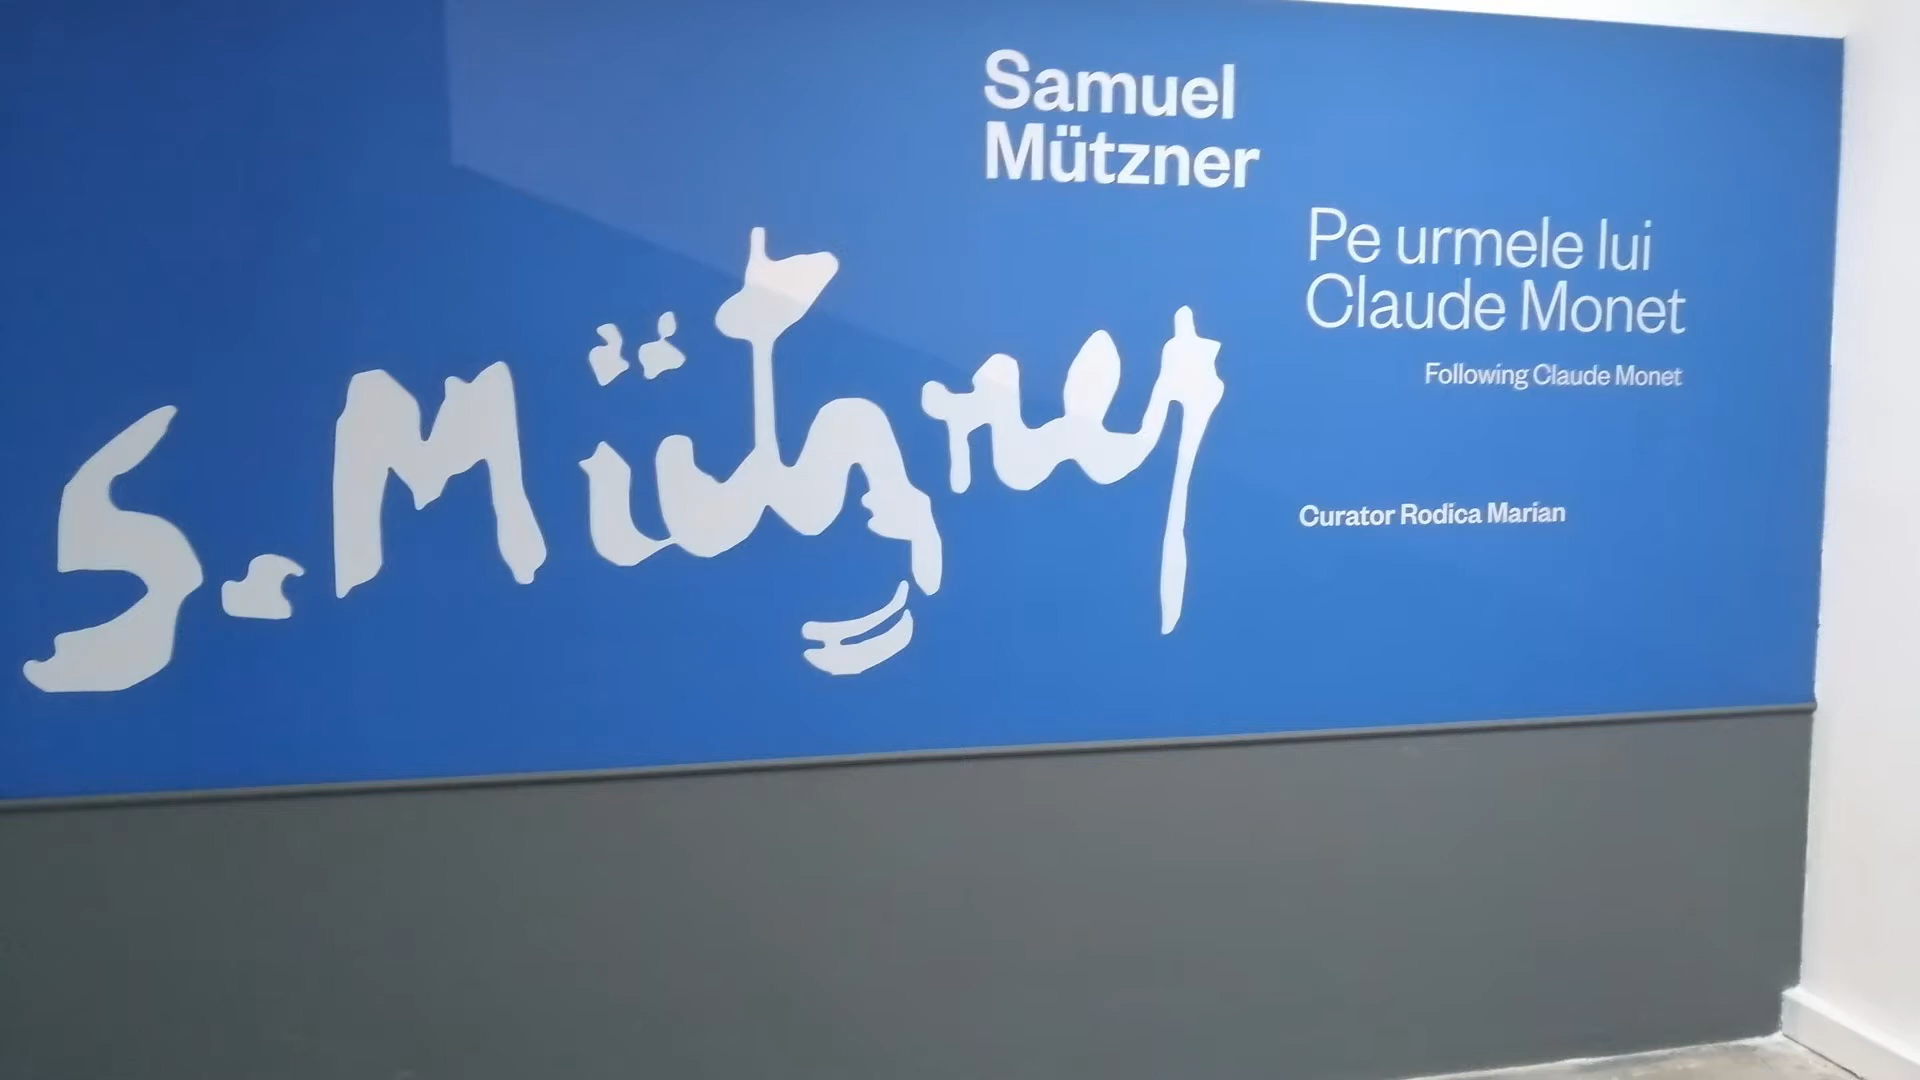 Samuel
Mützner
Pe urmele lui
Claude Monet
Following Claude Monet
S. Mützner
Curator Rodica Marian